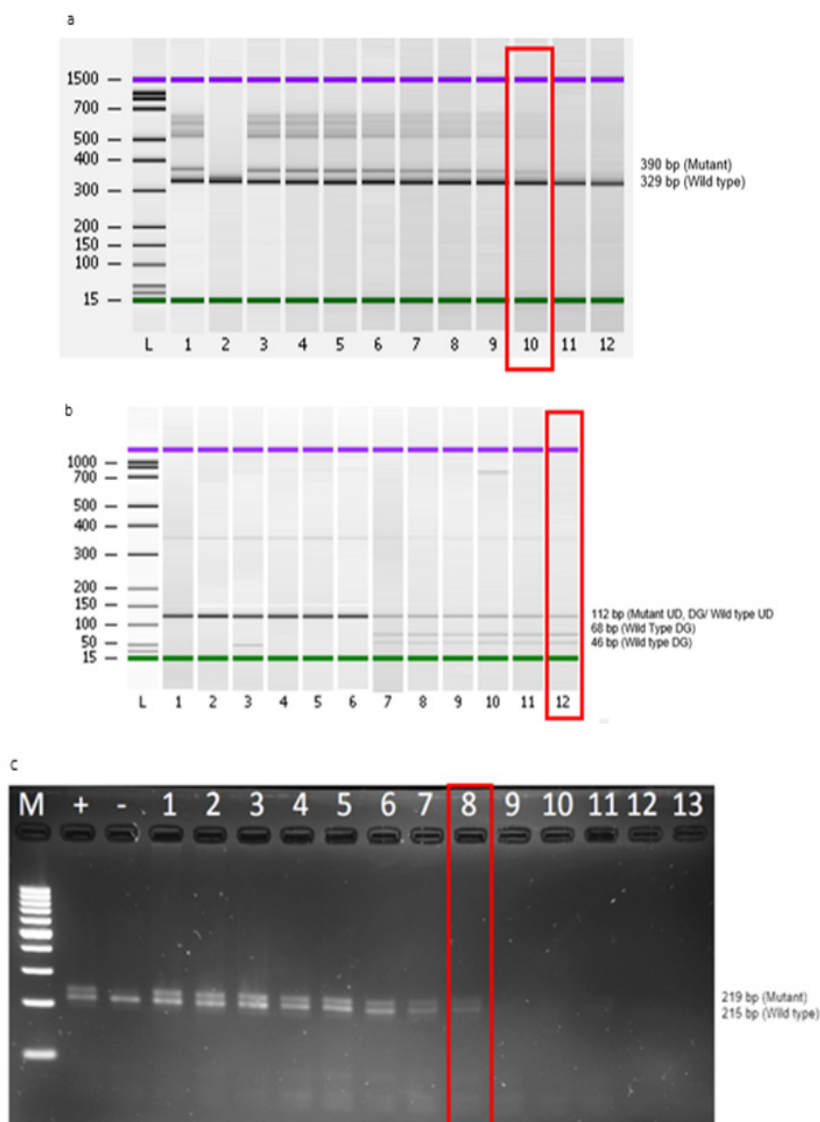 a
1500
700
500
400
300
200
150
100
15
L 1 2 3 4 5 6 7 8 9 10 11 12
390 bp (Mutant)
329 bp (Wild type)
b
1000
700
500
400
300
200
150
100
50
15
L 1 2 3 4 5 6 7 8 9 10 11 12
112 bp (Mutant UD, DG/ Wild type UD
68 bp (Wild Type DG)
46 bp (Wild type DG)
c
M + - 1 2 3 4 5 6 7 8 9 10 11 12 13
219 bp (Mutant)
215 bp (Wild type)